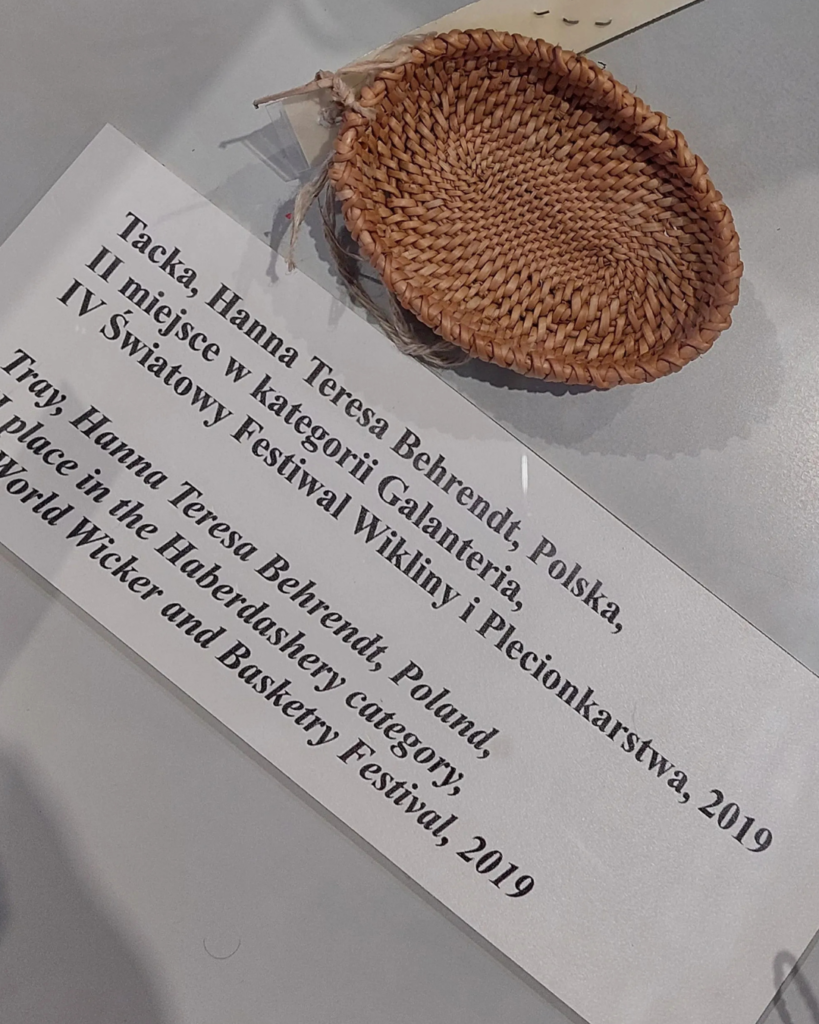 Tacka, Hanna Teresa Behrendt, Polska,
II miejsce w kategorii Galanteria,
IV Światowy Festiwal Wikliny i Plecionkarstwa, 2019
Tray, Hanna Teresa Behrendt, Poland,
place in the Haberdashery category,
World Wicker and Basketry Festival, 2019